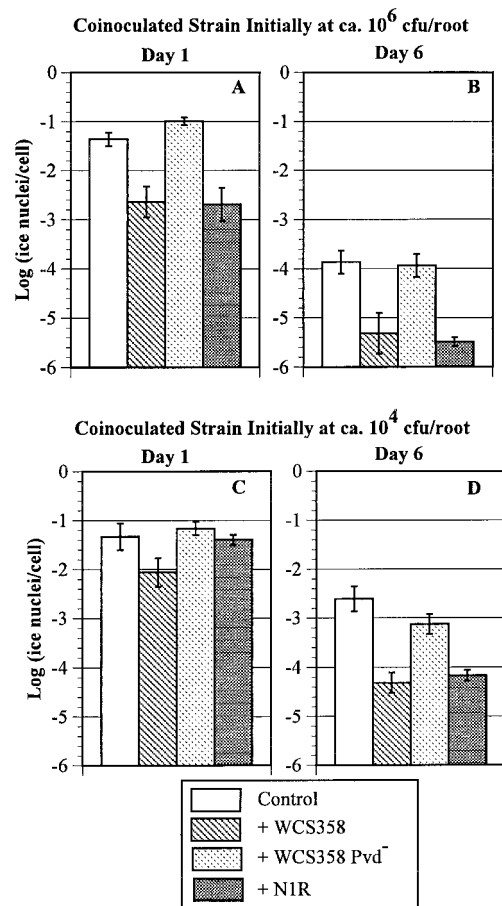 Coinoculated Strain Initially at ca. 10^6 cfu/root
Day 1 Day 6
Log (ice nuclei/cell)
0
-1
-2
-3
-4
-5
-6
A
0
-1
-2
-3
-4
-5
-6
B
Coinoculated Strain Initially at ca. 10^4 cfu/root
Day 1 Day 6
Log (ice nuclei/cell)
0
-1
-2
-3
-4
-5
-6
C
0
-1
-2
-3
-4
-5
-6
D
Control
+ WCS358
+ WCS358 Pvd^-
+ N1R